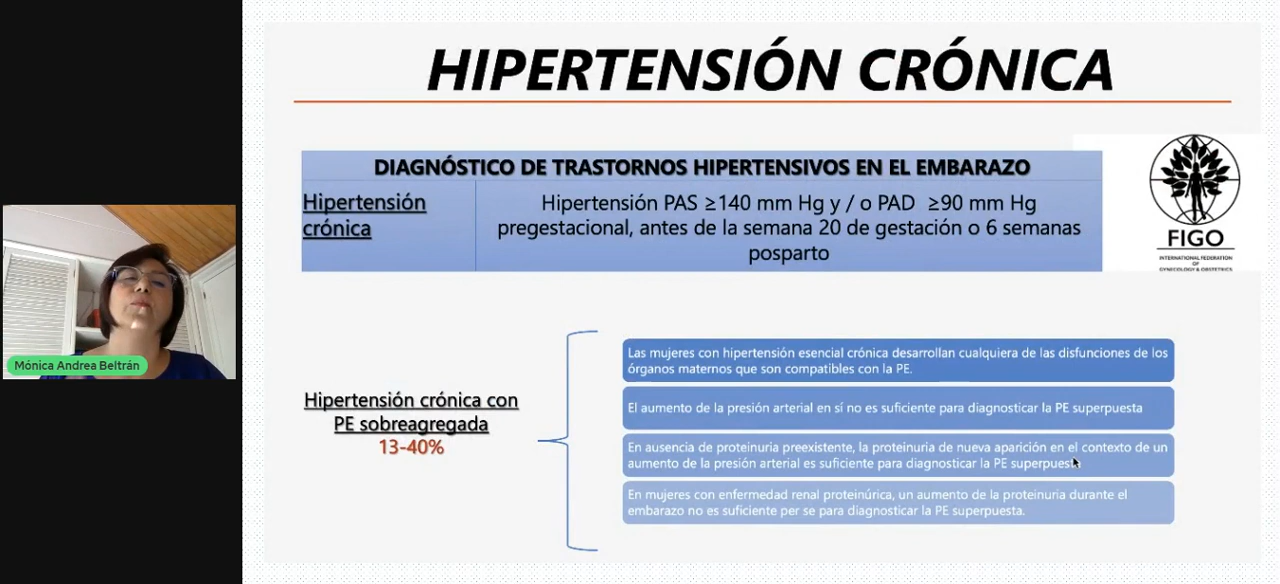 HIPERTENSIÓN CRÓNICA
DIAGNÓSTICO DE TRASTORNOS HIPERTENSIVOS EN EL EMBARAZO
Hipertensión
crónica
Hipertensión PAS ≥140 mm Hg y / o PAD ≥90 mm Hg
pregestacional, antes de la semana 20 de gestación o 6 semanas
posparto
FIGO
INTERNATIONAL FEDERATION
OF
GYNECOLOGY & OBSTETRICS
Mónica Andrea Beltrán
Hipertensión crónica con
PE sobreagregada
13-40%
Las mujeres con hipertensión esencial crónica desarrollan cualquiera de las disfunciones de los
órganos maternos que son compatibles con la PE.
El aumento de la presión arterial en sí no es suficiente para diagnosticar la PE superpuesta
En ausencia de proteinuria preexistente, la proteinuria de nueva aparición en el contexto de un
aumento de la presión arterial es suficiente para diagnosticar la PE superpuesta
En mujeres con enfermedad renal proteinúrica, un aumento de la proteinuria durante el
embarazo no es suficiente per se para diagnosticar la PE superpuesta.